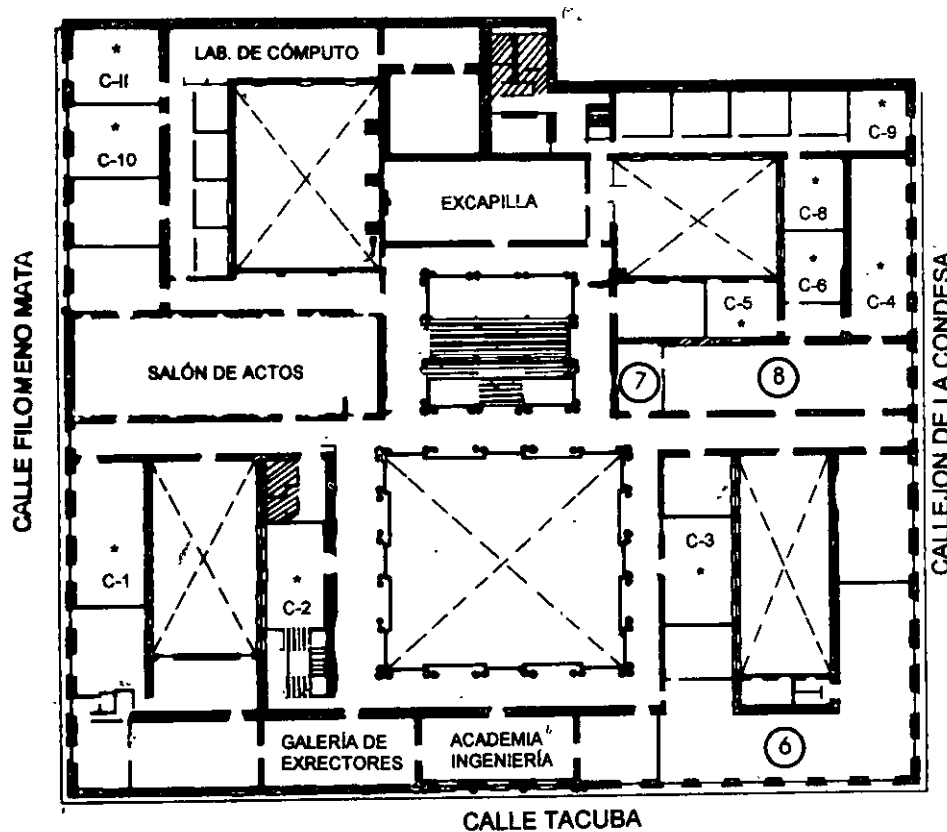 LAB. DE CÓMPUTO
C-11
C-10
C-9
EXCAPILLA
C-8
C-6
C-5
C-4
SALÓN DE ACTOS
7
8
CALLE FILOMENO MATA
CALLEJON DE LA CONDESA
C-1
C-2
C-3
GALERÍA DE
EXRECTORES
ACADEMIA
INGENIERÍA
6
CALLE TACUBA